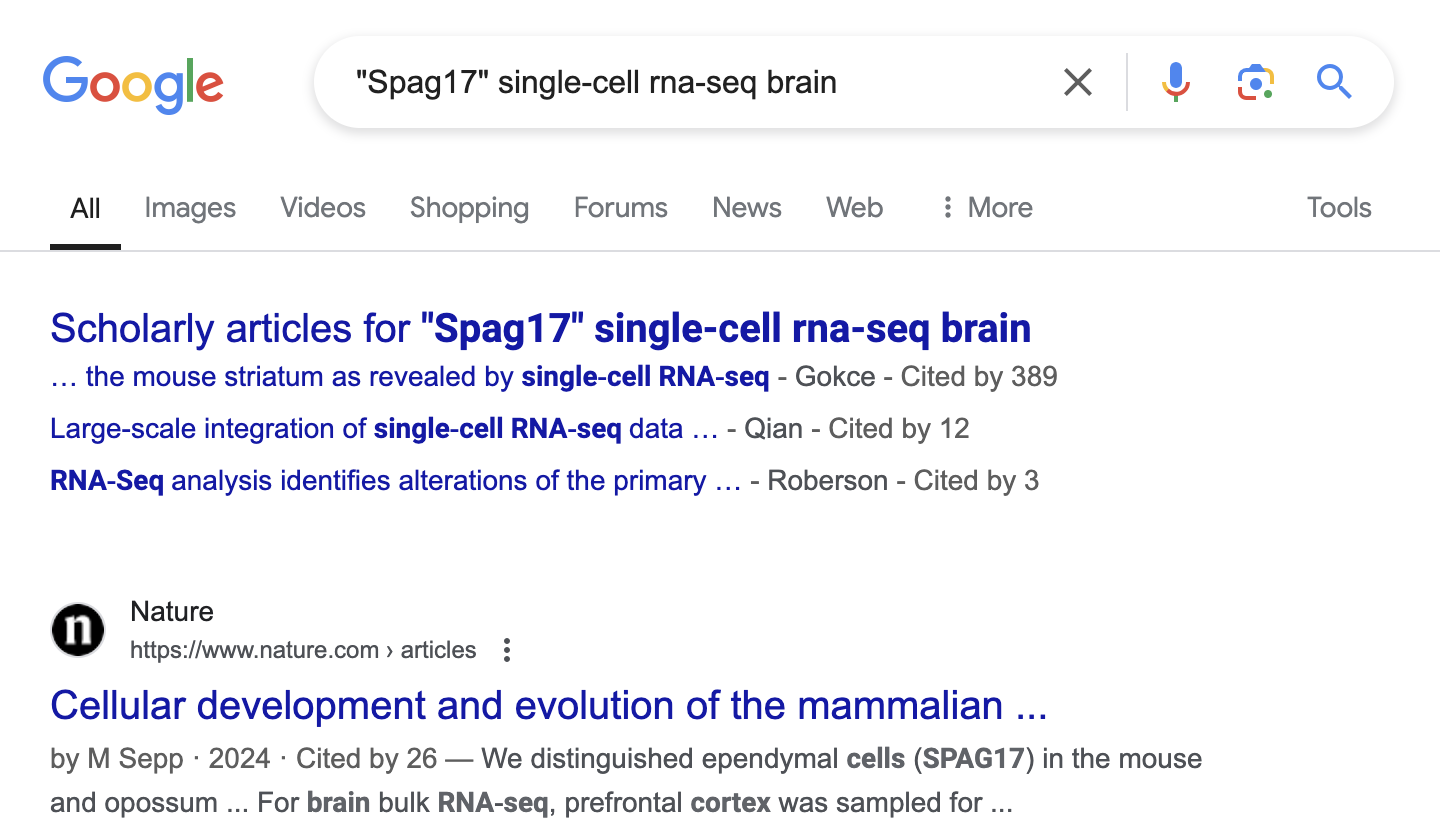 Google
"Spag17" single-cell rna-seq brain
All Images Videos Shopping Forums News Web More Tools
Scholarly articles for "Spag17" single-cell rna-seq brain
… the mouse striatum as revealed by single-cell RNA-seq - Gokce - Cited by 389
Large-scale integration of single-cell RNA-seq data … - Qian - Cited by 12
RNA-Seq analysis identifies alterations of the primary … - Roberson - Cited by 3
n
Nature
https://www.nature.com › articles
Cellular development and evolution of the mammalian ...
by M Sepp · 2024 · Cited by 26 — We distinguished ependymal cells (SPAG17) in the mouse
and opossum ... For brain bulk RNA-seq, prefrontal cortex was sampled for ...